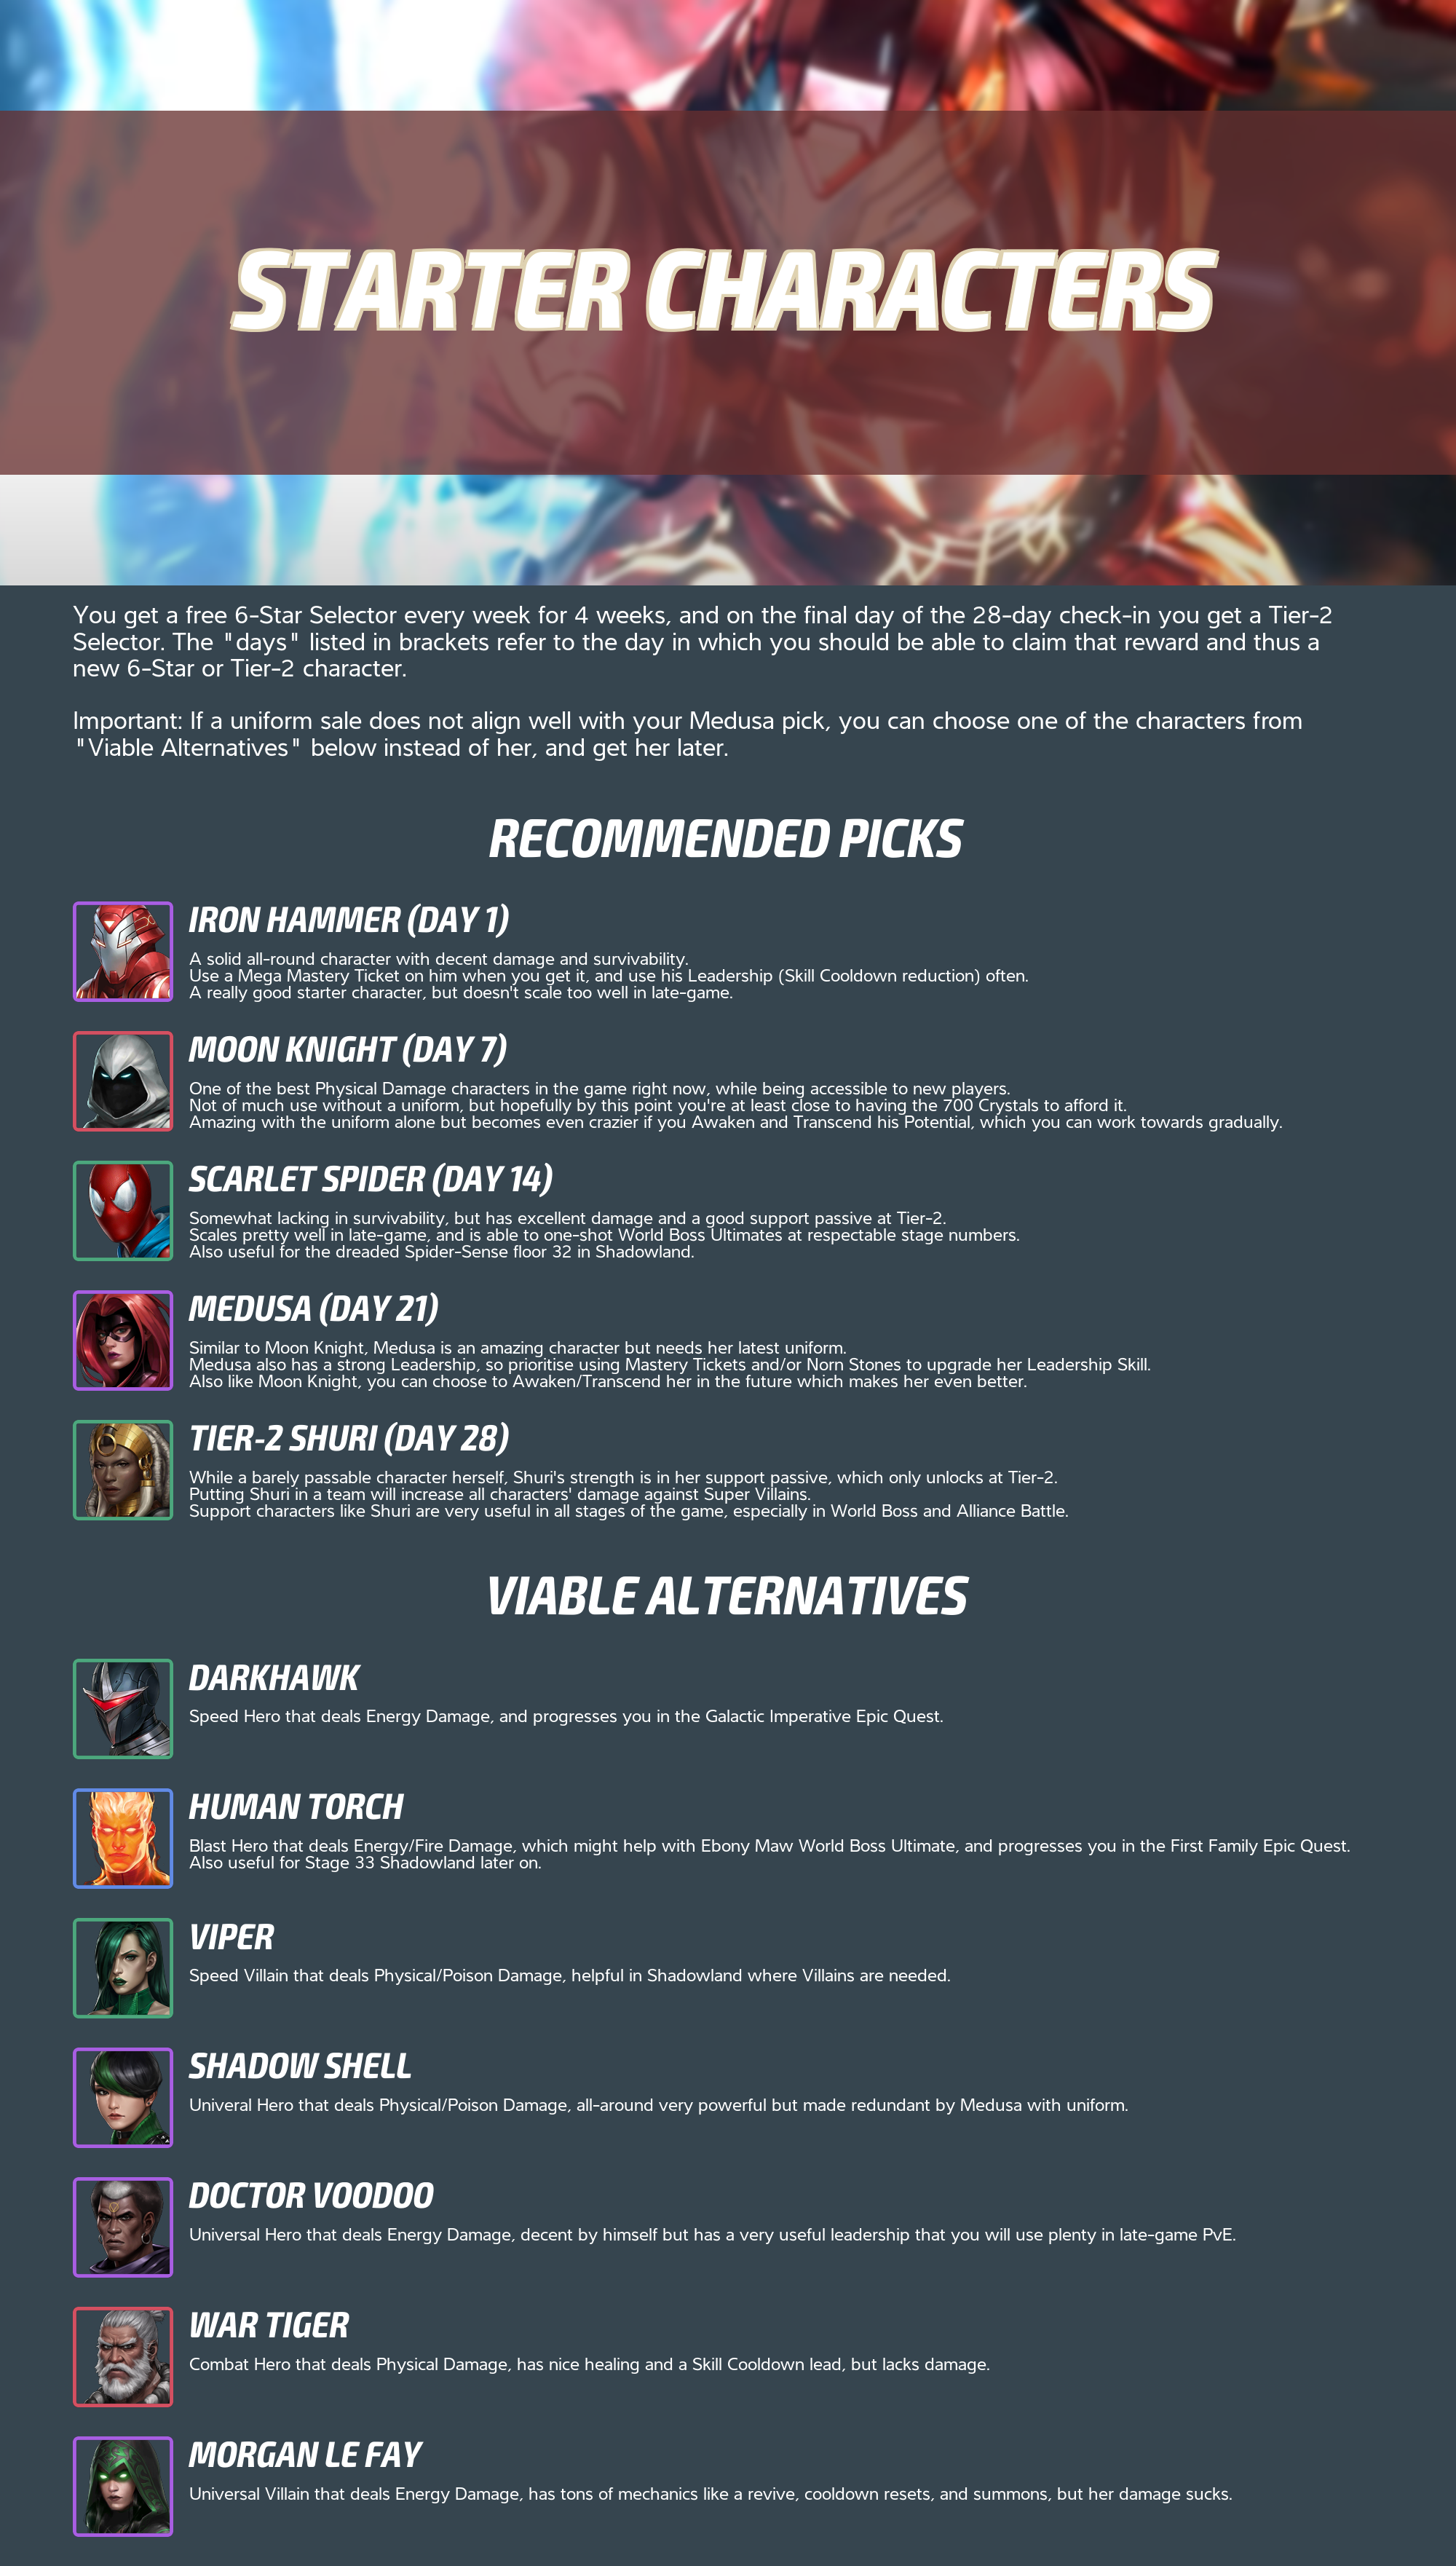 STARTER CHARACTERS
You get a free 6-Star Selector every week for 4 weeks, and on the final day of the 28-day check-in you get a Tier-2
Selector. The "days" listed in brackets refer to the day in which you should be able to claim that reward and thus a
new 6-Star or Tier-2 character.
Important: If a uniform sale does not align well with your Medusa pick, you can choose one of the characters from
"Viable Alternatives" below instead of her, and get her later.
RECOMMENDED PICKS
IRON HAMMER (DAY 1)
A solid all-round character with decent damage and survivability.
Use a Mega Mastery Ticket on him when you get it, and use his Leadership (Skill Cooldown reduction) often.
A really good starter character, but doesn't scale too well in late-game.
MOON KNIGHT (DAY 7)
One of the best Physical Damage characters in the game right now, while being accessible to new players.
Not of much use without a uniform, but hopefully by this point you're at least close to having the 700 Crystals to afford it.
Amazing with the uniform alone but becomes even crazier if you Awaken and Transcend his Potential, which you can work towards gradually.
SCARLET SPIDER (DAY 14)
Somewhat lacking in survivability, but has excellent damage and a good support passive at Tier-2.
Scales pretty well in late-game, and is able to one-shot World Boss Ultimates at respectable stage numbers.
Also useful for the dreaded Spider-Sense floor 32 in Shadowland.
MEDUSA (DAY 21)
Similar to Moon Knight, Medusa is an amazing character but needs her latest uniform.
Medusa also has a strong Leadership, so prioritise using Mastery Tickets and/or Norn Stones to upgrade her Leadership Skill.
Also like Moon Knight, you can choose to Awaken/Transcend her in the future which makes her even better.
TIER-2 SHURI (DAY 28)
While a barely passable character herself, Shuri's strength is in her support passive, which only unlocks at Tier-2.
Putting Shuri in a team will increase all characters' damage against Super Villains.
Support characters like Shuri are very useful in all stages of the game, especially in World Boss and Alliance Battle.
VIABLE ALTERNATIVES
DARKHAWK
Speed Hero that deals Energy Damage, and progresses you in the Galactic Imperative Epic Quest.
HUMAN TORCH
Blast Hero that deals Energy/Fire Damage, which might help with Ebony Maw World Boss Ultimate, and progresses you in the First Family Epic Quest.
Also useful for Stage 33 Shadowland later on.
VIPER
Speed Villain that deals Physical/Poison Damage, helpful in Shadowland where Villains are needed.
SHADOW SHELL
Univeral Hero that deals Physical/Poison Damage, all-around very powerful but made redundant by Medusa with uniform.
DOCTOR VOODOO
Universal Hero that deals Energy Damage, decent by himself but has a very useful leadership that you will use plenty in late-game PvE.
WAR TIGER
Combat Hero that deals Physical Damage, has nice healing and a Skill Cooldown lead, but lacks damage.
MORGAN LE FAY
Universal Villain that deals Energy Damage, has tons of mechanics like a revive, cooldown resets, and summons, but her damage sucks.